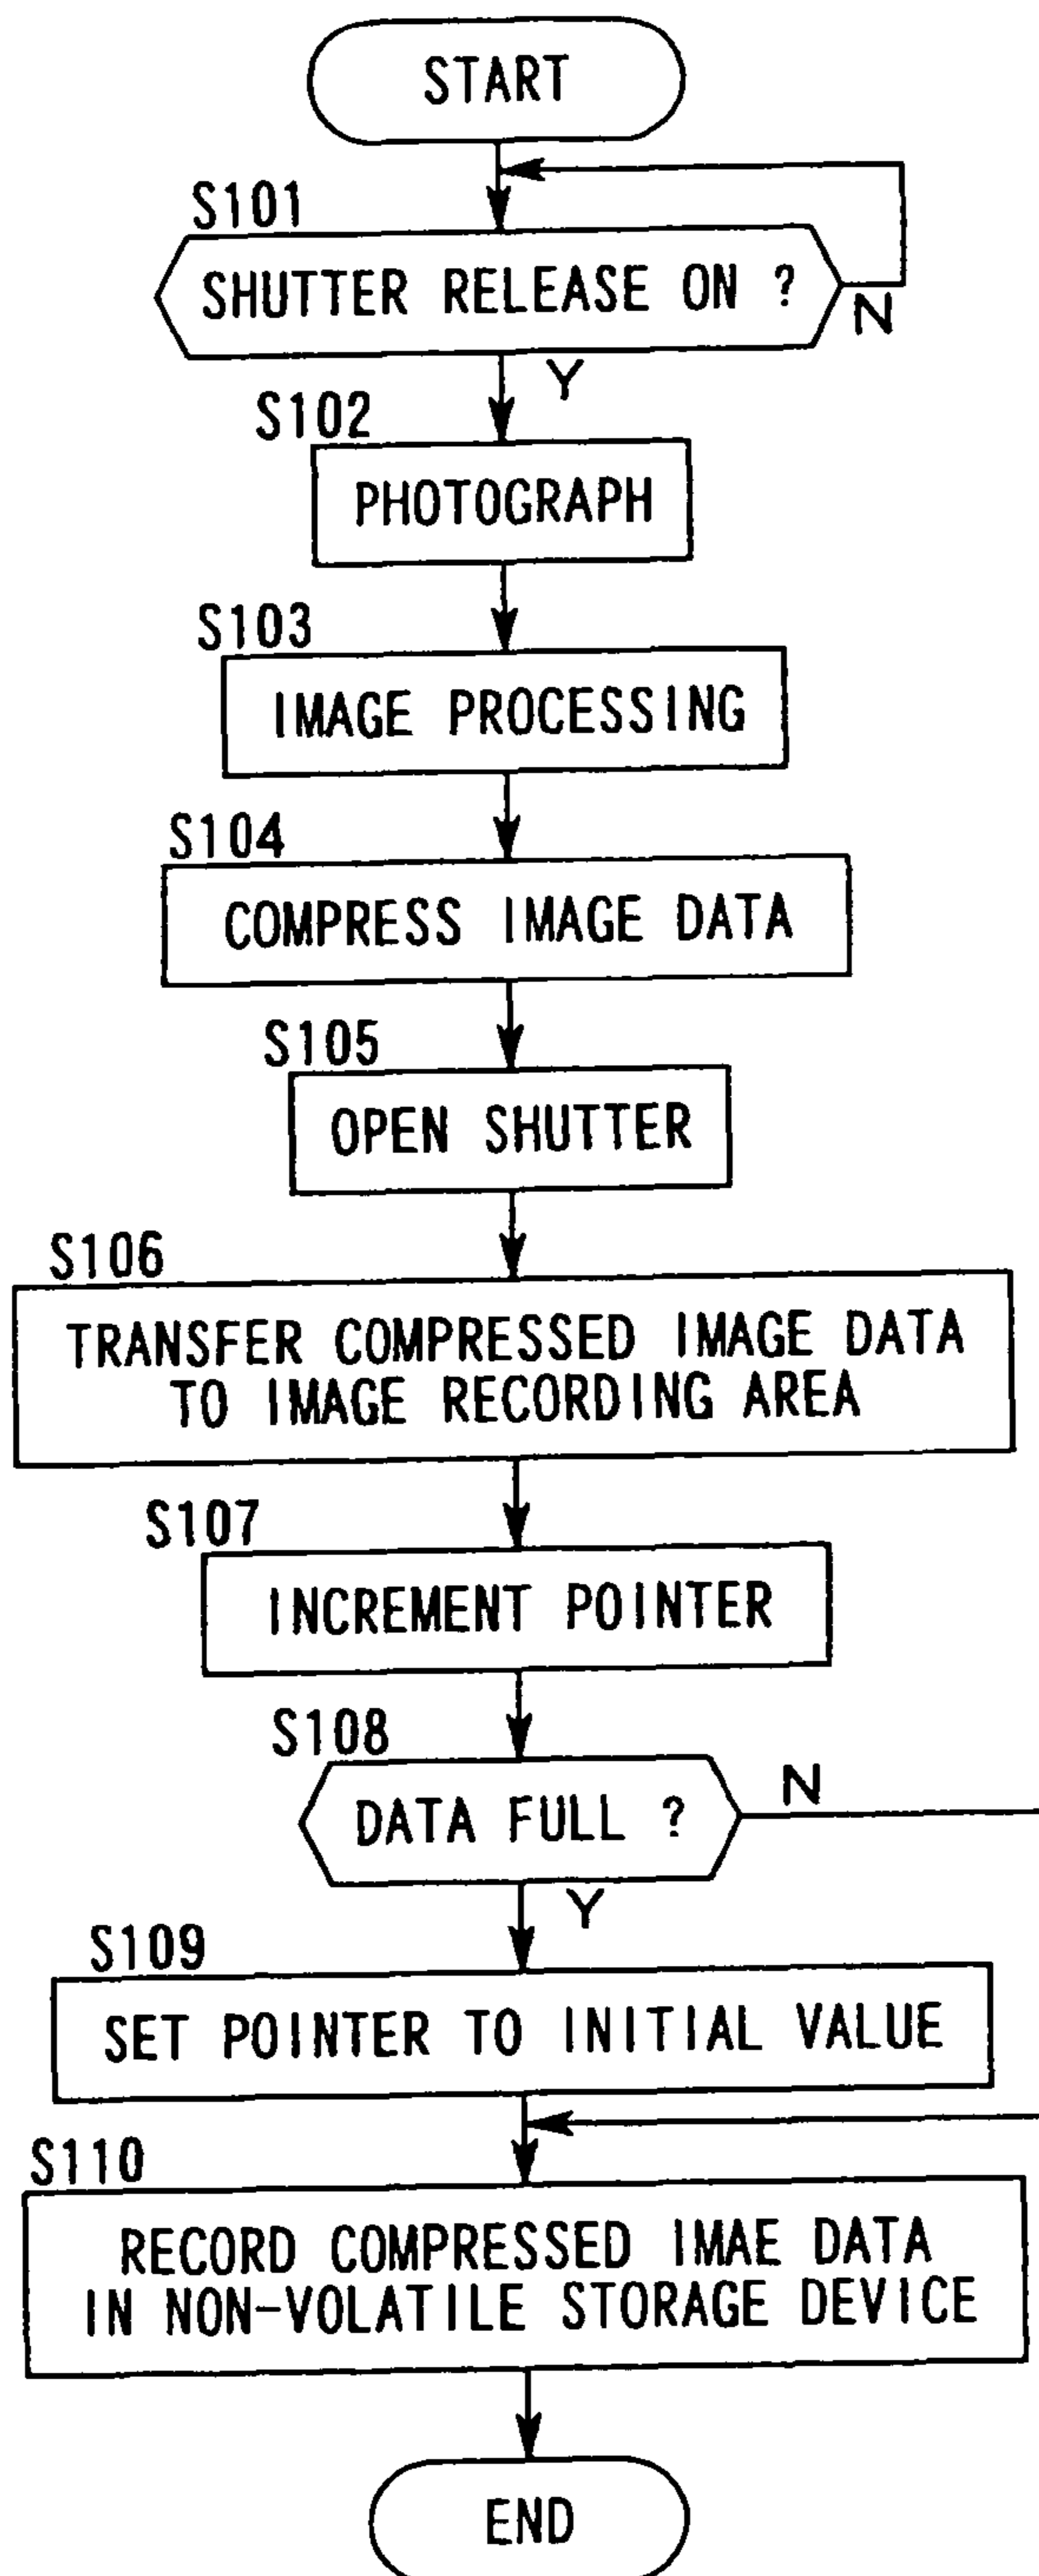 START
S101
SHUTTER RELEASE ON ?
N
Y
S102
PHOTOGRAPH
S103
IMAGE PROCESSING
S104
COMPRESS IMAGE DATA
S105
OPEN SHUTTER
S106
TRANSFER COMPRESSED IMAGE DATA
TO IMAGE RECORDING AREA
S107
INCREMENT POINTER
S108
N
DATA FULL ?
Y
S109
SET POINTER TO INITIAL VALUE
S110
RECORD COMPRESSED IMAE DATA
IN NON-VOLATILE STORAGE DEVICE
END